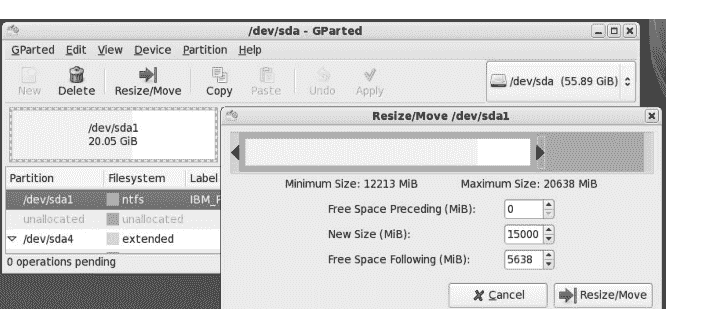 /dev/sda - GParted
GParted Edit View Device Partition Help
New Delete Resize/Move Copy Paste Undo Apply
/dev/sda (55.89 GiB)
/dev/sda1
20.05 GiB
Partition Filesystem Label
/dev/sda1 ntfs
unallocated unallocated
/dev/sda4 extended
0 operations pending
Resize/Move /dev/sda1
Minimum Size: 12213 MiB Maximum Size: 20638 MiB
Free Space Preceding (MiB): 0
New Size (MiB): 15000
Free Space Following (MiB): 5638
Cancel Resize/Move